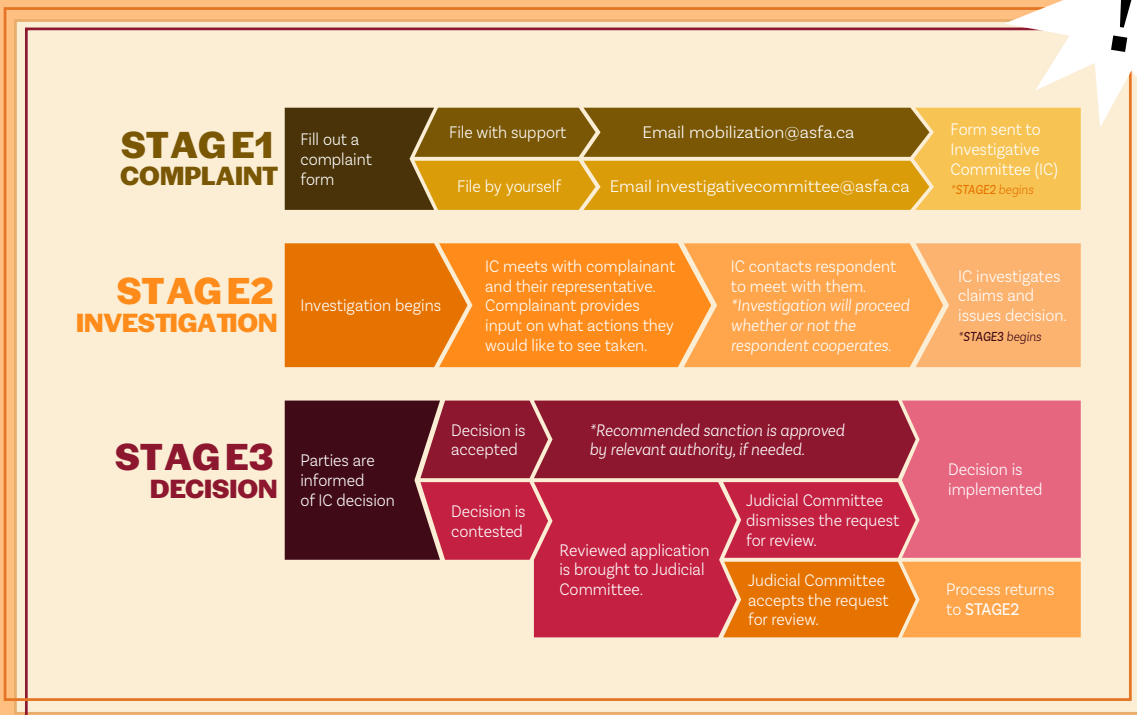 !
STAGE1
COMPLAINT
Fill out a
complaint
form
File with support
Email mobilization@asfa.ca
File by yourself
Email investigativecommittee@asfa.ca
Form sent to
Investigative
Committee (IC)
*STAGE2 begins
STAGE2
INVESTIGATION
Investigation begins
IC meets with complainant
and their representative.
Complainant provides
input on what actions they
would like to see taken.
IC contacts respondent
to meet with them.
*Investigation will proceed
whether or not the
respondent cooperates.
IC investigates
claims and
issues decision.
*STAGE3 begins
STAGE3
DECISION
Parties are
informed
of IC decision
Decision is
accepted
*Recommended sanction is approved
by relevant authority, if needed.
Decision is
contested
Reviewed application
is brought to Judicial
Committee.
Judicial Committee
dismisses the request
for review.
Decision is
implemented
Judicial Committee
accepts the request
for review.
Process returns
to STAGE2